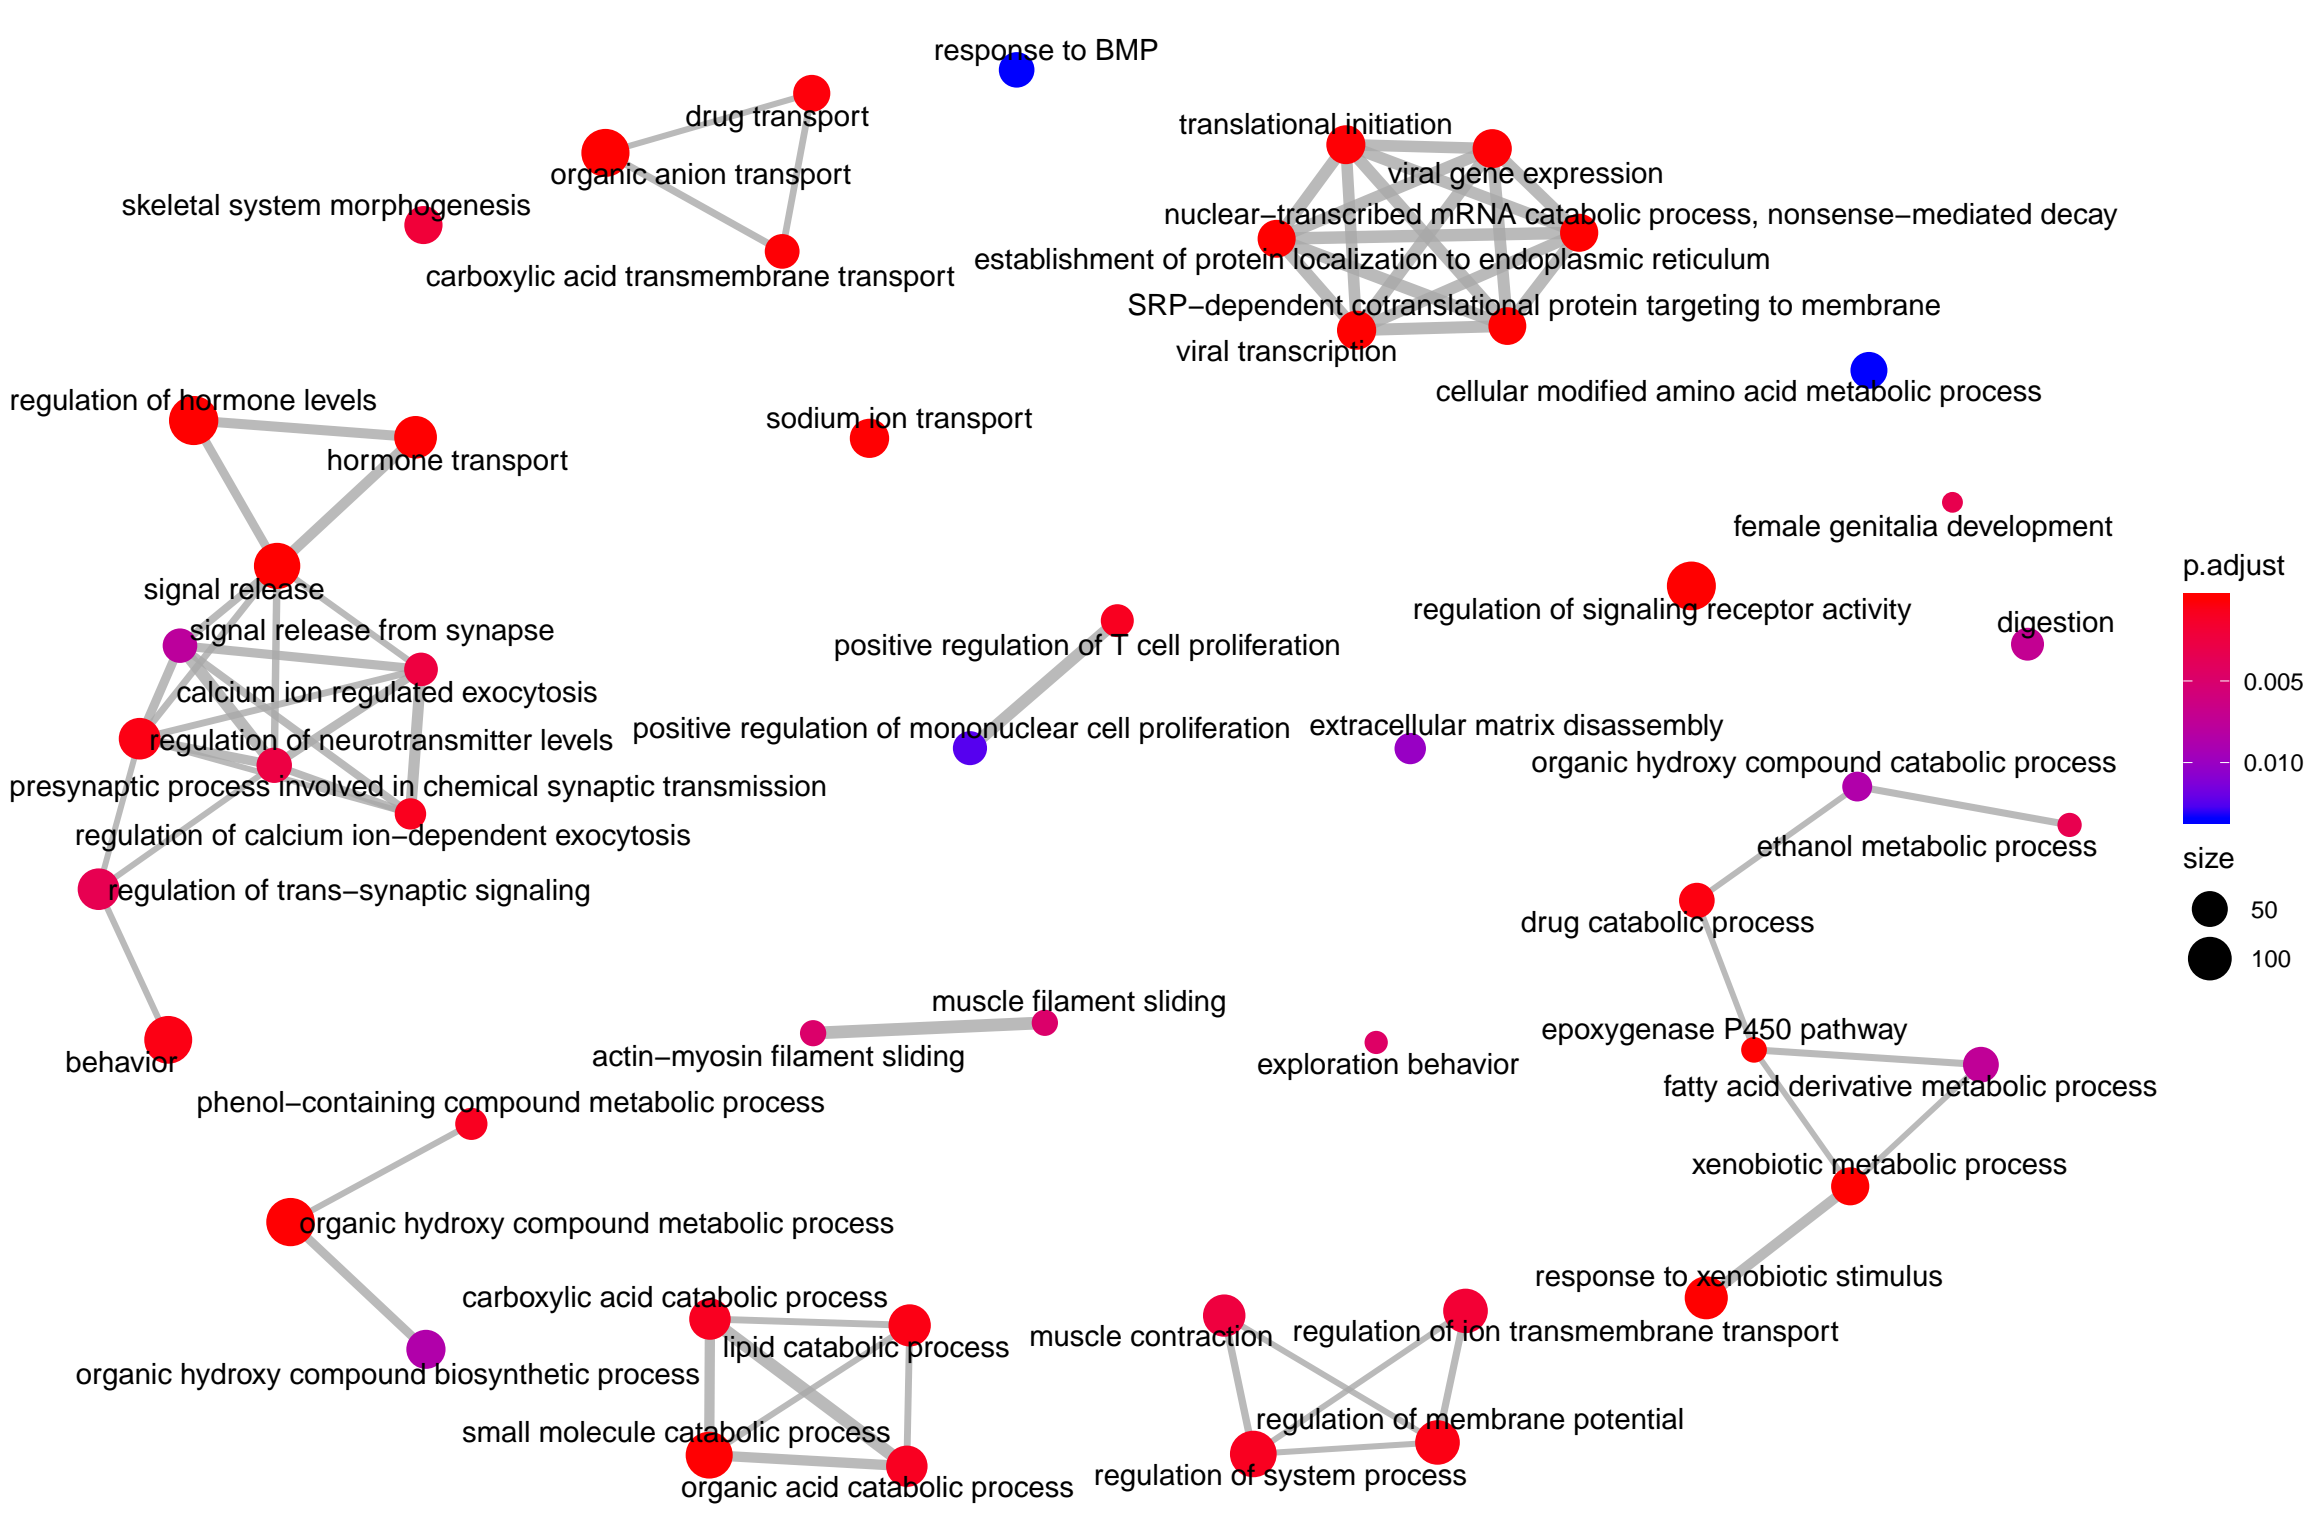 response to BMP
drug transport
translational initiation
organic anion transport
viral gene expression
skeletal system morphogenesis
nuclear−transcribed mRNA catabolic process, nonsense−mediated decay
establishment of protein localization to endoplasmic reticulum
carboxylic acid transmembrane transport
SRP−dependent cotranslational protein targeting to membrane
viral transcription
cellular modified amino acid metabolic process
regulation of hormone levels
sodium ion transport
hormone transport
female genitalia development
signal release
regulation of signaling receptor activity
signal release from synapse
digestion
positive regulation of T cell proliferation
calcium ion regulated exocytosis
positive regulation of mononuclear cell proliferation
extracellular matrix disassembly
regulation of neurotransmitter levels
organic hydroxy compound catabolic process
presynaptic process involved in chemical synaptic transmission
regulation of calcium ion−dependent exocytosis
ethanol metabolic process
regulation of trans−synaptic signaling
drug catabolic process
muscle filament sliding
epoxygenase P450 pathway
behavior
actin−myosin filament sliding
exploration behavior
fatty acid derivative metabolic process
phenol−containing compound metabolic process
xenobiotic metabolic process
organic hydroxy compound metabolic process
response to xenobiotic stimulus
carboxylic acid catabolic process
muscle contraction
regulation of ion transmembrane transport
lipid catabolic process
organic hydroxy compound biosynthetic process
regulation of membrane potential
small molecule catabolic process
regulation of system process
organic acid catabolic process
p.adjust
0.005
0.010
size
50
100